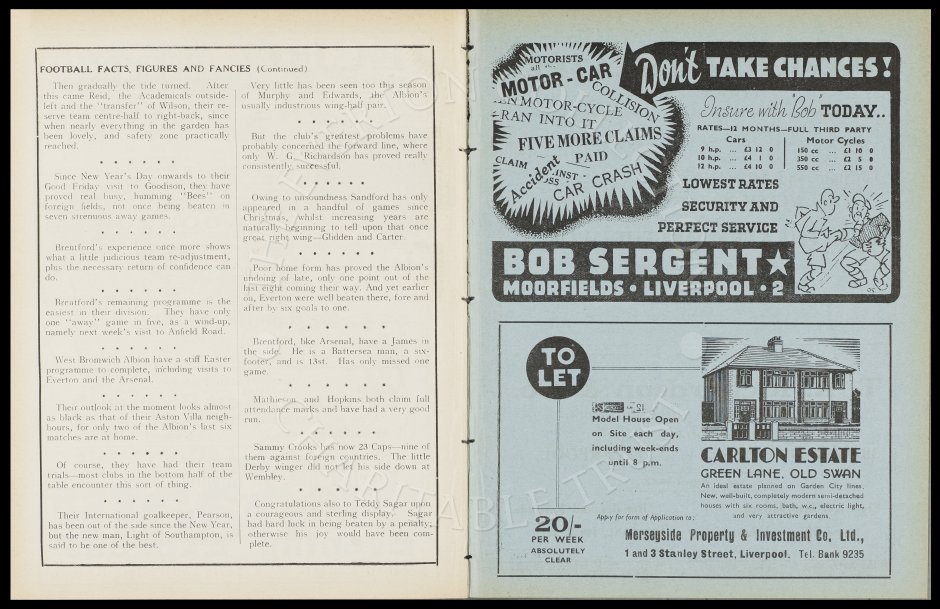 FOOTBALL FACTS, FIGURES AND FANCIES (Continued)
Then gradually the tide turned. After
this came Reid, the Academicals outside-
left and the "transfer" of Wilson, their re-
serve team centre-half to right-back, since
when nearly everything in the garden has
been lovely, and safety zone practically
reached.
Since New Year's Day onwards to their
Good Friday visit to Goodison, they have
proved real busy, humming "Bees" on
foreign fields, not once being beaten in
seven strenuous away games.
Brentford's experience once more shows
what a little judicious team re-adjustment,
plus the necessary return of confidence can
do.
Brentford's remaining programme is the
easiest in their division. They have only
one "away" game in five, as a wind-up,
namely next week's visit to Anfield Road.
West Bromwich Albion have a stiff Easter
programme to complete, including visits to
Everton and the Arsenal.
Their outlook at the moment looks almost
as black as that of their Aston Villa neigh-
bours, for only two of the Albion's last six
matches are at home.
Of course, they have had their team
trials—most clubs in the bottom half of the
table encounter this sort of thing.
Their International goalkeeper, Pearson,
has been out of the side since the New Year,
but the new man, Light of Southampton, is
said to be one of the best.
Very little has been seen too this season
of Murphy and Edwards, the Albion's
usually industrous wing-half pair.
But the club's greatest problems have
probably concerned the forward line, where
only W. G. Richardson has proved really
consistently successful.
Owing to unsoundness Sandford has only
appeared in a handful of games since
Christmas, whilst increasing years are
naturally beginning to tell upon that once
great right wing—Glidden and Carter.
Poor home form has proved the Albion's
undoing of late, only one point out of the
last eight coming their way. And yet earlier
on, Everton were well beaten there, fore and
after by six goals to one.
Brentford, like Arsenal, have a James in
the side. He is a Battersea man, a six-
footer, and is 13st. Has only missed one
game.
Mathieson and Hopkins both claim full
attendance marks and have had a very good
run.
Sammy Crooks has now 23 Caps—nine of
them against foreign countries. The little
Derby winger did not let his side down at
Wembley.
Congratulations also to Teddy Sagar upon
a courageous and sterling display. Sagar
had hard luck in being beaten by a penalty;
otherwise his joy would have been com-
plete.
MOTORISTS
MOTOR-CAR
COLLISION
MOTOR-CYCLE
RAN INTO IT
FIVE MORE CLAIMS
PAID
CLAIM
Accident
CAR CRASH
Don't TAKE CHANCES!
Insure with 'Bob' TODAY..
RATES—12 MONTHS—FULL THIRD PARTY
Cars Motor Cycles
9 h.p. ... £3 12 0 150 cc ... £1 10 0
10 h.p. ... £4 1 0 350 cc ... £2 5 0
12 h.p. ... £4 10 0 550 cc ... £2 15 0
LOWEST RATES
SECURITY AND
PERFECT SERVICE
BOB SERGENT★
MOORFIELDS · LIVERPOOL · 2
TO
LET
Model House Open
on Site each day,
including week-ends
until 8 p.m.
CARLTON ESTATE
GREEN LANE, OLD SWAN
An ideal estate planned on Garden City lines.
New, well-built, completely modern semi-detached
houses with six rooms, bath, w.c., electric light,
and very attractive gardens.
20/-
PER WEEK
ABSOLUTELY
CLEAR
Apply for form of Application to:
Merseyside Property & Investment Co. Ltd.,
1 and 3 Stanley Street, Liverpool. Tel. Bank 9235